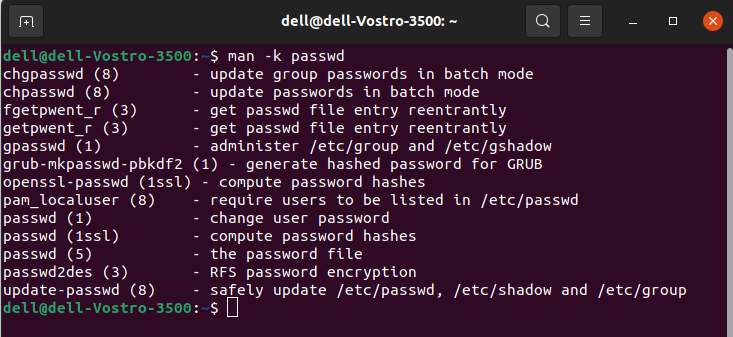 dell@dell-Vostro-3500: ~
dell@dell-Vostro-3500:~$ man -k passwd
chgpasswd (8)        - update group passwords in batch mode
chpasswd (8)         - update passwords in batch mode
fgetpwent_r (3)      - get passwd file entry reentrantly
getpwent_r (3)       - get passwd file entry reentrantly
gpasswd (1)          - administer /etc/group and /etc/gshadow
grub-mkpasswd-pbkdf2 (1) - generate hashed password for GRUB
openssl-passwd (1ssl) - compute password hashes
pam_localuser (8)    - require users to be listed in /etc/passwd
passwd (1)           - change user password
passwd (1ssl)        - compute password hashes
passwd (5)           - the password file
passwd2des (3)       - RFS password encryption
update-passwd (8)    - safely update /etc/passwd, /etc/shadow and /etc/group
dell@dell-Vostro-3500:~$